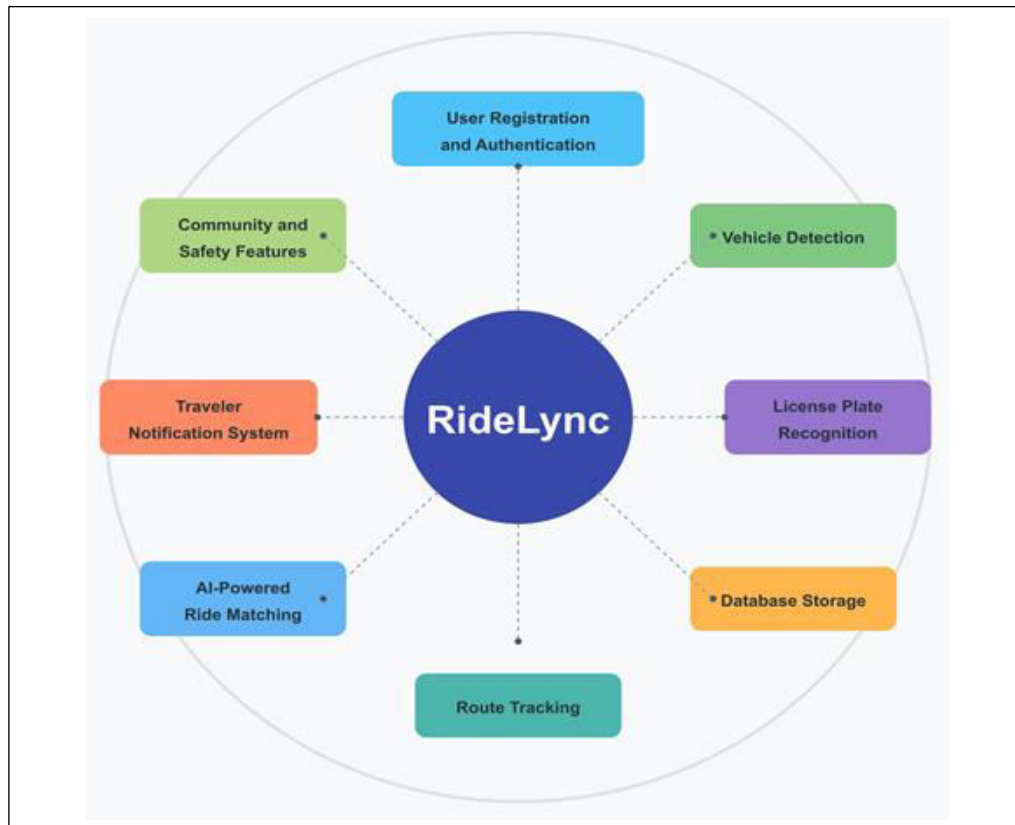 User Registration
and Authentication
Community and
Safety Features
Vehicle Detection
Traveler
Notification System
RideLync
License Plate
Recognition
AI-Powered
Ride Matching
Database Storage
Route Tracking